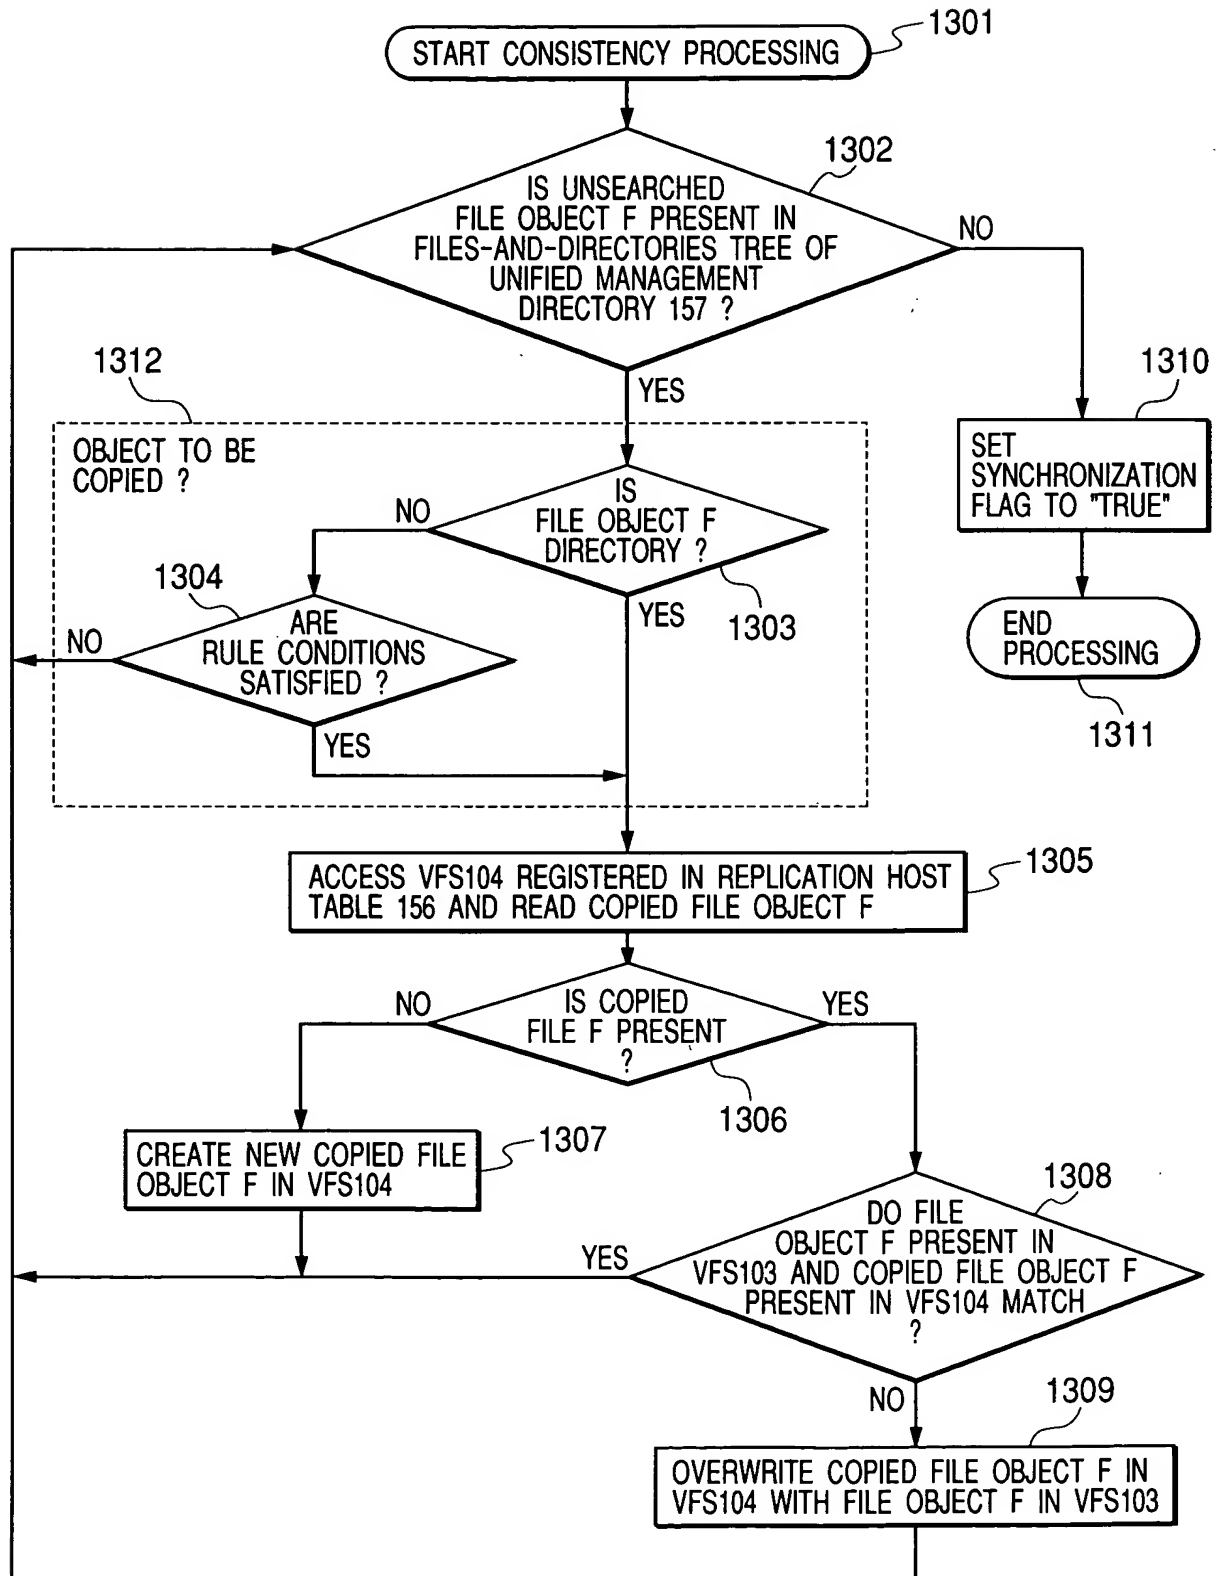 1301
START CONSISTENCY PROCESSING
1302
IS UNSEARCHED
FILE OBJECT F PRESENT IN
FILES-AND-DIRECTORIES TREE OF
UNIFIED MANAGEMENT
DIRECTORY 157 ?
NO
YES
1312
1310
OBJECT TO BE
COPIED ?
SET
SYNCHRONIZATION
FLAG TO "TRUE"
IS
FILE OBJECT F
DIRECTORY ?
NO
YES
1303
1304
ARE
RULE CONDITIONS
SATISFIED ?
NO
YES
END
PROCESSING
1311
1305
ACCESS VFS104 REGISTERED IN REPLICATION HOST
TABLE 156 AND READ COPIED FILE OBJECT F
IS COPIED
FILE F PRESENT
?
NO
YES
1306
1307
CREATE NEW COPIED FILE
OBJECT F IN VFS104
1308
DO FILE
OBJECT F PRESENT IN
VFS103 AND COPIED FILE OBJECT F
PRESENT IN VFS104 MATCH
?
YES
NO
1309
OVERWRITE COPIED FILE OBJECT F IN
VFS104 WITH FILE OBJECT F IN VFS103